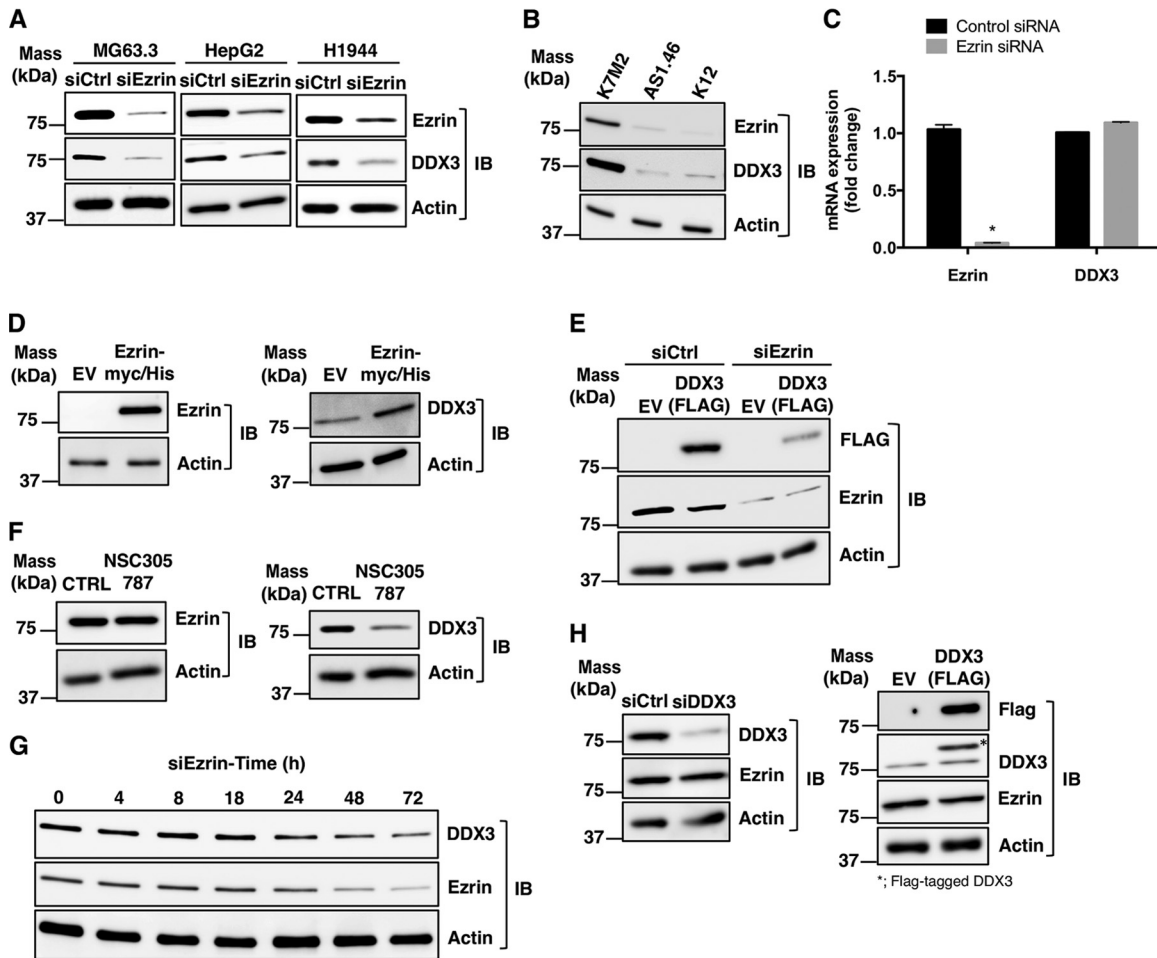 A
Mass
(kDa)
MG63.3
HepG2
H1944
siCtrl siEzrin
siCtrl siEzrin
siCtrl siEzrin
75
Ezrin
75
DDX3
IB
37
Actin
B
Mass
(kDa)
K7M2
AS1.46
K12
75
Ezrin
75
DDX3
IB
37
Actin
C
Control siRNA
Ezrin siRNA
mRNA expression
(fold change)
1.5
1.0
0.5
0.0
*
Ezrin
DDX3
D
Mass
(kDa)
EV
Ezrin-
myc/His
75
Ezrin
IB
Actin
37
Mass
(kDa)
EV
Ezrin-
myc/His
75
DDX3
IB
Actin
37
E
siCtrl
siEzrin
Mass
(kDa)
DDX3
DDX3
EV (FLAG)
EV (FLAG)
FLAG
75
Ezrin
IB
75
Actin
37
F
Mass
(kDa)
CTRL
NSC305
787
75
Ezrin
IB
Actin
37
Mass
(kDa)
CTRL
NSC305
787
75
DDX3
IB
Actin
37
G
siEzrin-Time (h)
0 4 8 18 24 48 72
DDX3
Ezrin
IB
Actin
H
Mass
(kDa)
siCtrl siDDX3
75
DDX3
75
Ezrin
IB
Actin
37
Mass
(kDa)
EV
DDX3
(FLAG)
Flag
75
*
DDX3
75
IB
Ezrin
75
Actin
37
*; Flag-tagged DDX3